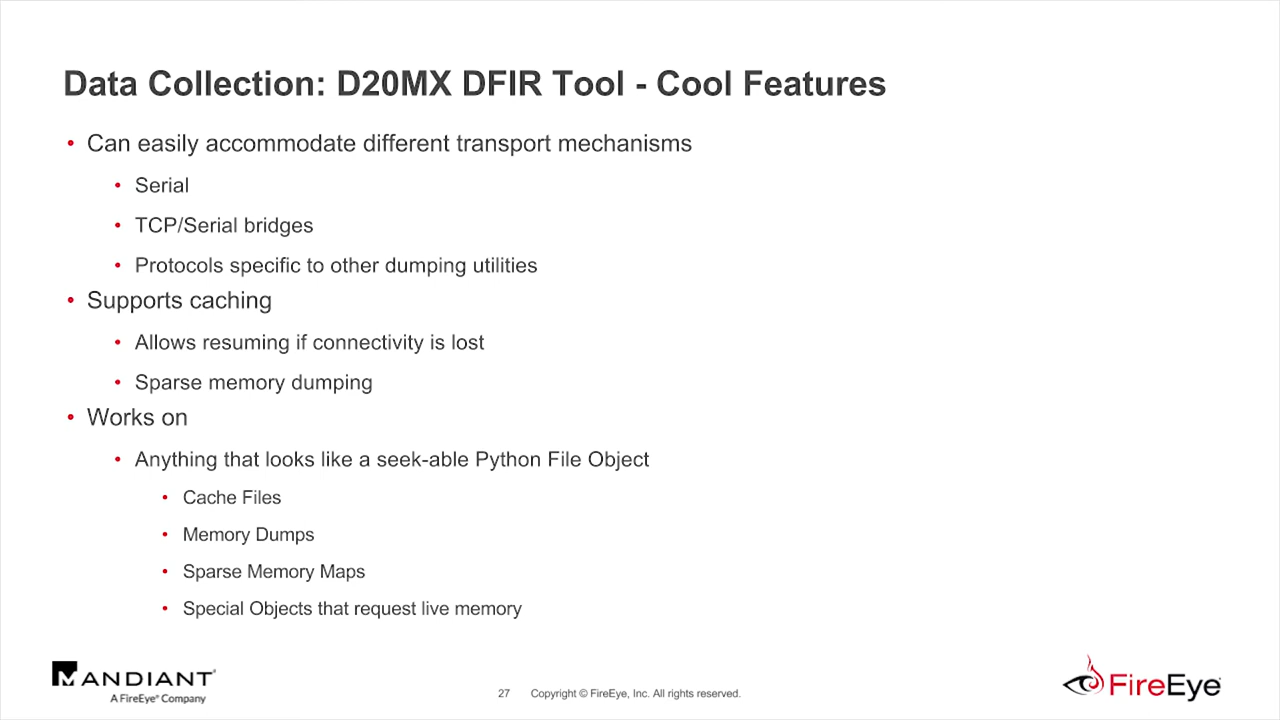 Data Collection: D20MX DFIR Tool - Cool Features
• Can easily accommodate different transport mechanisms
• Serial
• TCP/Serial bridges
• Protocols specific to other dumping utilities
• Supports caching
• Allows resuming if connectivity is lost
• Sparse memory dumping
• Works on
• Anything that looks like a seek-able Python File Object
• Cache Files
• Memory Dumps
• Sparse Memory Maps
• Special Objects that request live memory
MANDIANT
A FireEye® Company
27 Copyright © FireEye, Inc. All rights reserved.
FireEye